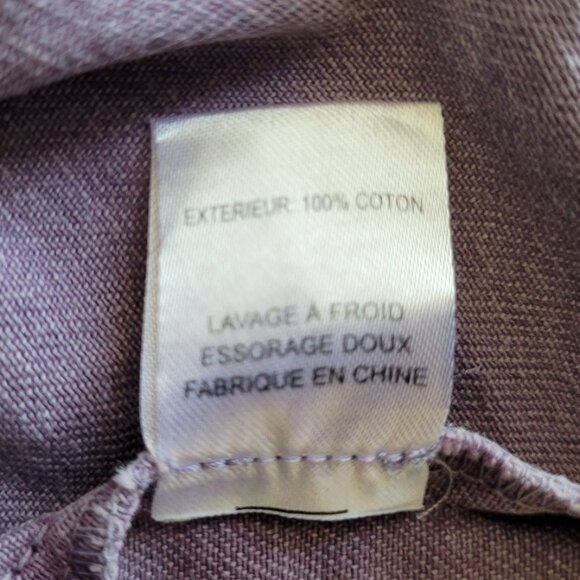 EXTERIEUR: 100% COTON
LAVAGE À FROID
ESSORAGE DOUX
FABRIQUE EN CHINE